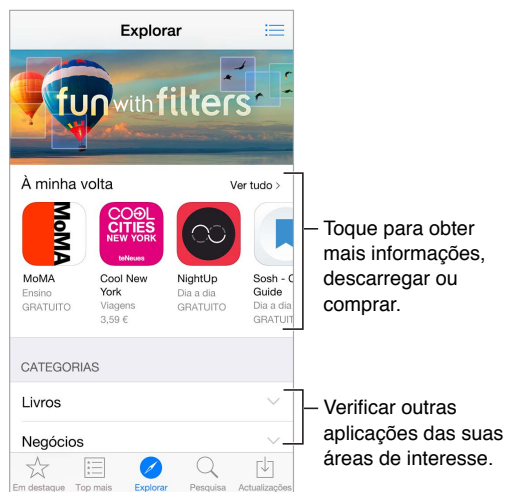 Explorar
fun with filters
À minha volta
Ver tudo >
MoMA
COOL
CITIES
NEW YORK
teNeues
MoMA
Ensino
GRATUITO
Cool New
York
Viagens
3,59 €
NightUp
Dia a dia
GRATUITO
Sosh - C
Guide
Dia a dia
GRATUIT
Toque para obter
mais informações,
descarregar ou
comprar.
CATEGORIAS
Livros
Negócios
Verificar outras
aplicações das suas
áreas de interesse.
Em destaque
Top mais
Explorar
Pesquisa
Actualizações